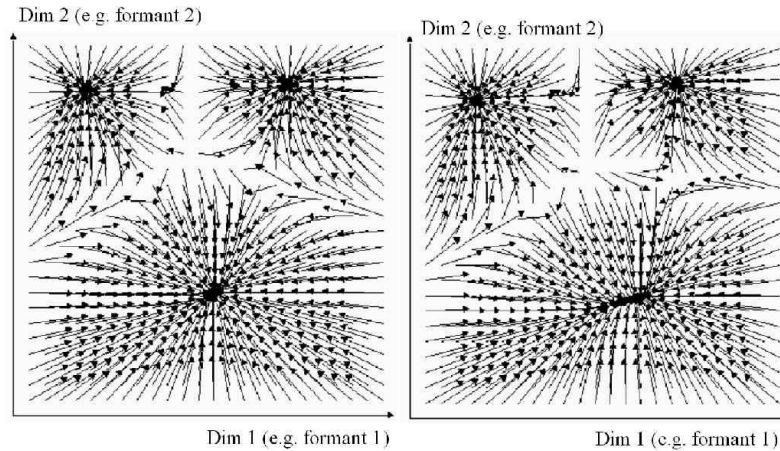 Dim 2 (e.g. formant 2)
Dim 2 (e.g. formant 2)
Dim 1 (e.g. formant 1)
Dim 1 (e.g. formant 1)